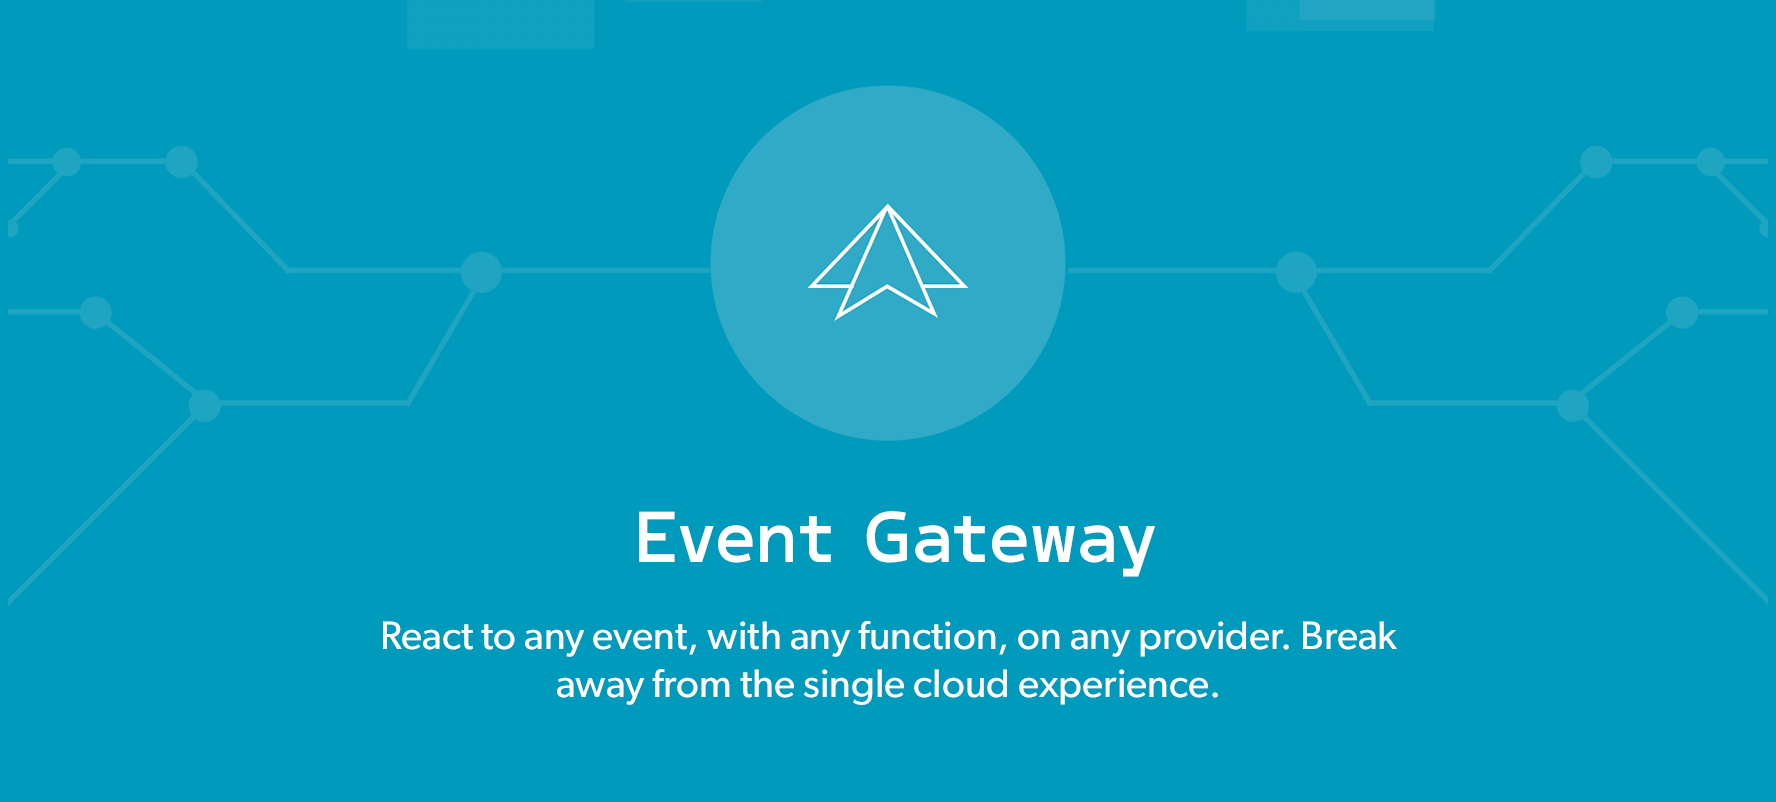 Event Gateway
React to any event, with any function, on any provider. Break
away from the single cloud experience.